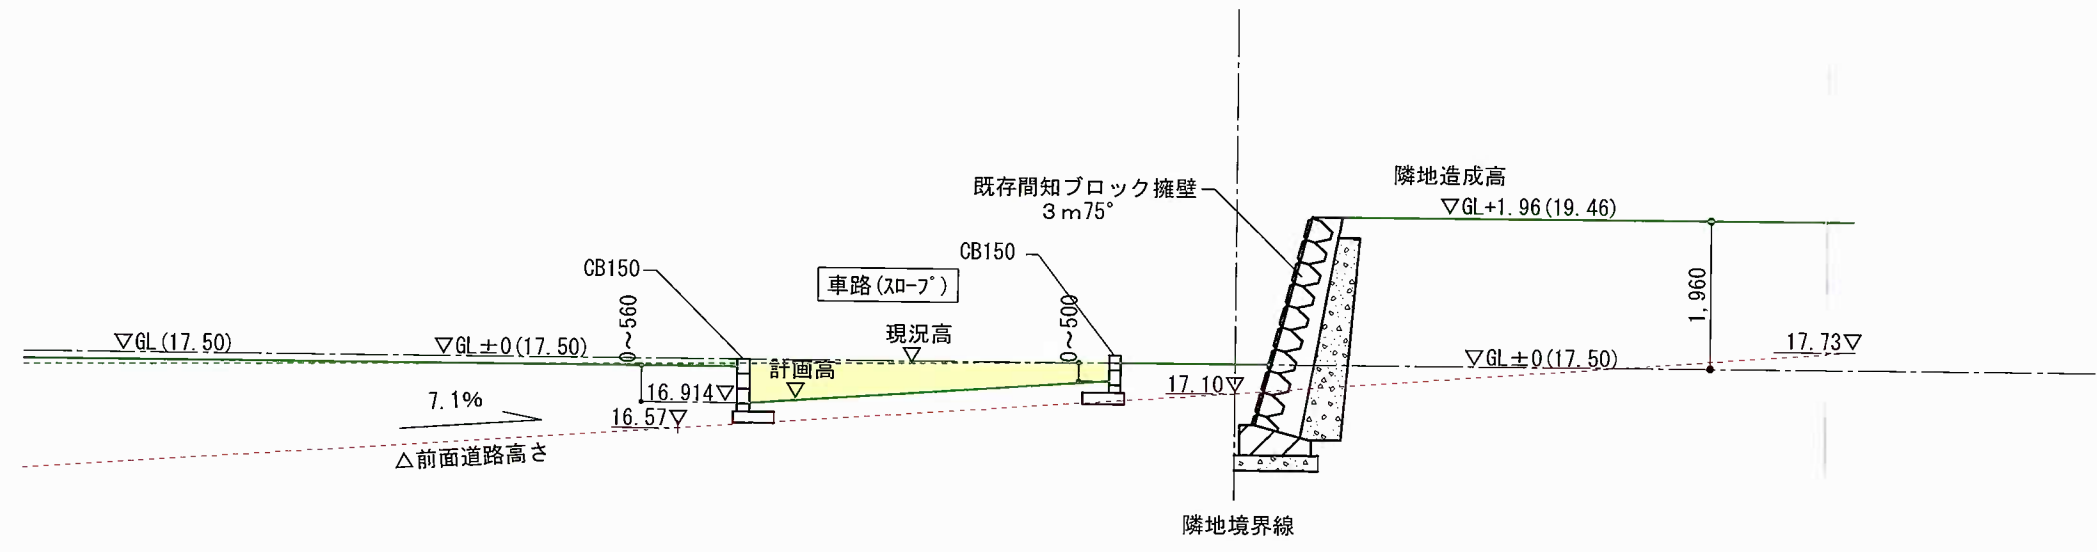 隣地造成高
▽GL+1.96(19.46)
既存間知ブロック擁壁
3m75°
CB150
CB150
車路(ｽﾛｰﾌﾟ)
0～560
0～500
1,960
現況高
▽GL(17.50)
▽GL±0(17.50)
▽GL±0(17.50)
17.73▽
計画高
▽
16.914▽
17.10▽
7.1%
16.57▽
△前面道路高さ
隣地境界線